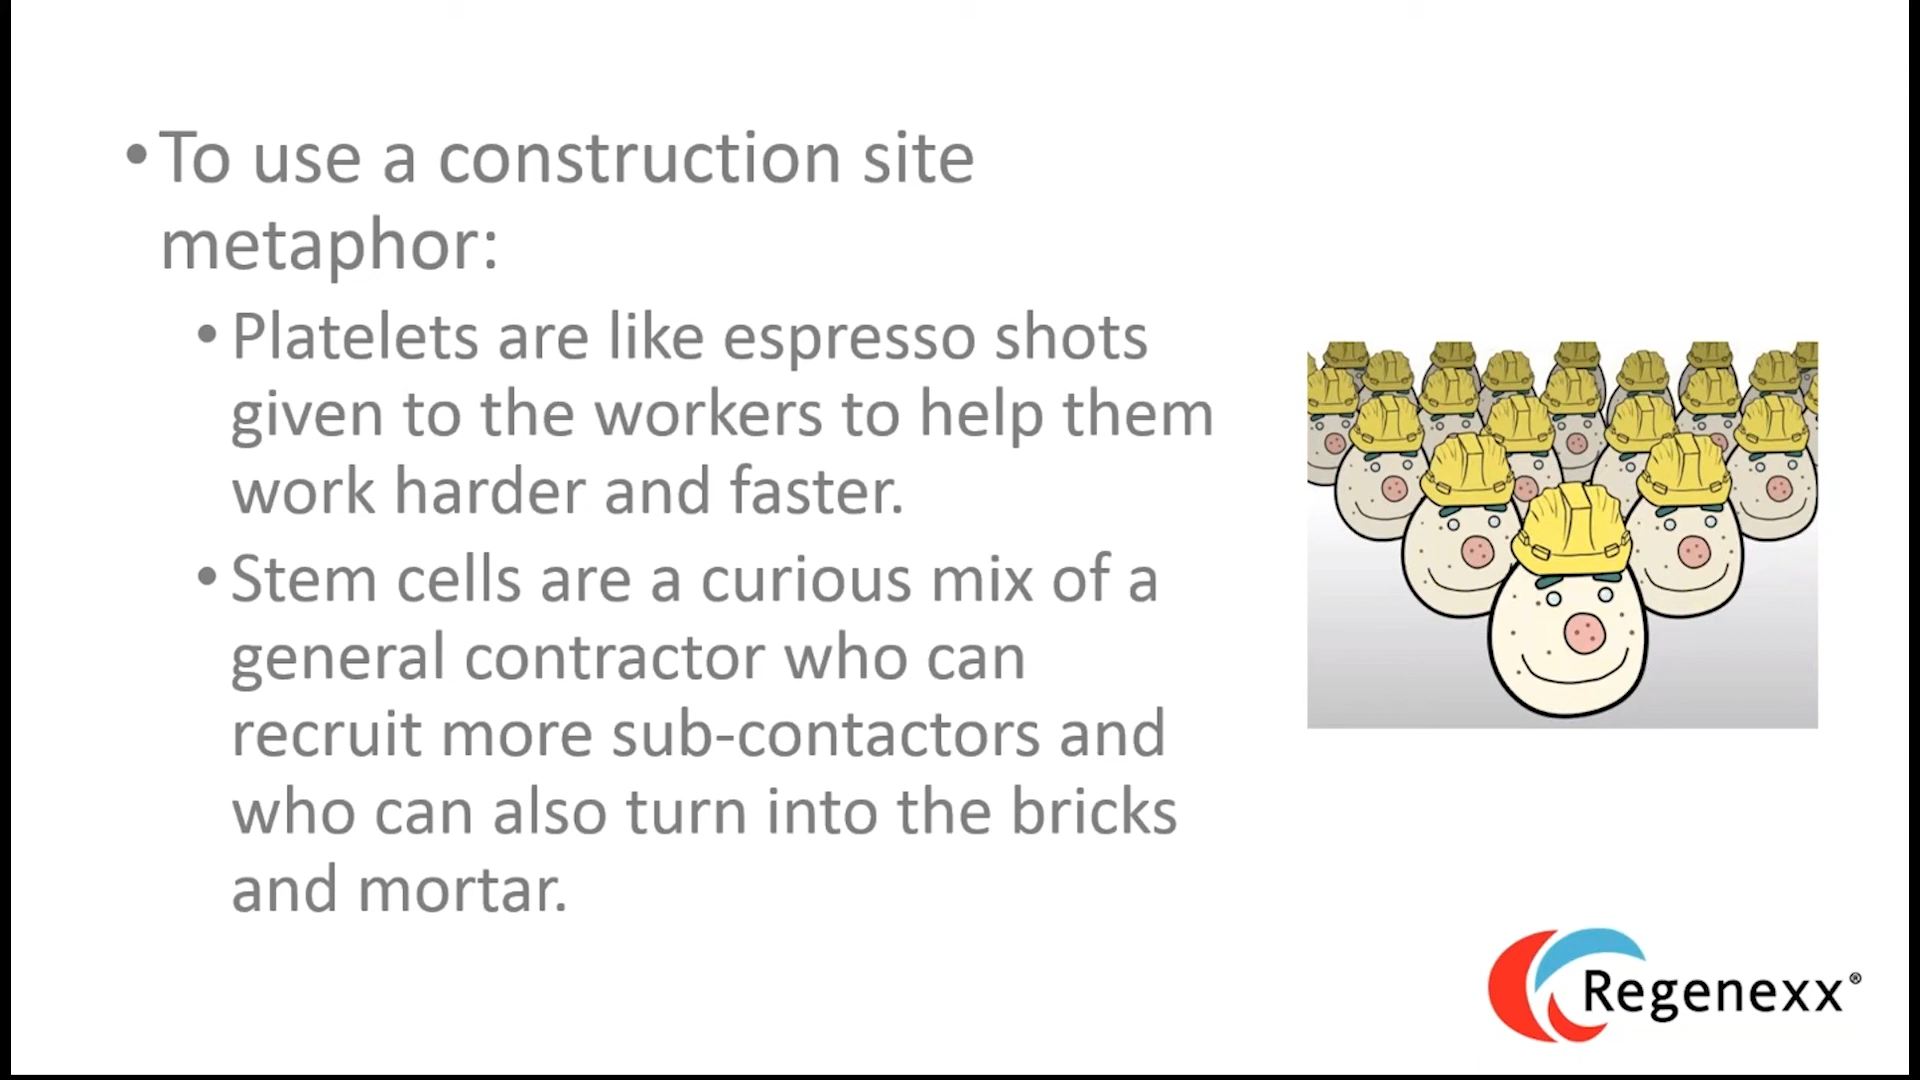 • To use a construction site
metaphor:
• Platelets are like espresso shots
given to the workers to help them
work harder and faster.
• Stem cells are a curious mix of a
general contractor who can
recruit more sub-contactors and
who can also turn into the bricks
and mortar.
Regenexx®